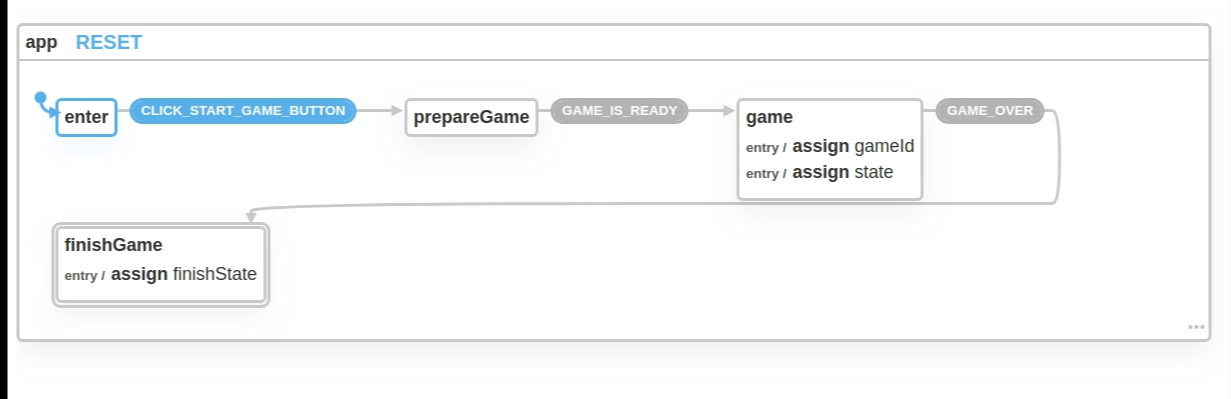 app RESET
enter CLICK_START_GAME_BUTTON prepareGame GAME_IS_READY game GAME_OVER
entry / assign gameId
entry / assign state
finishGame
entry / assign finishState